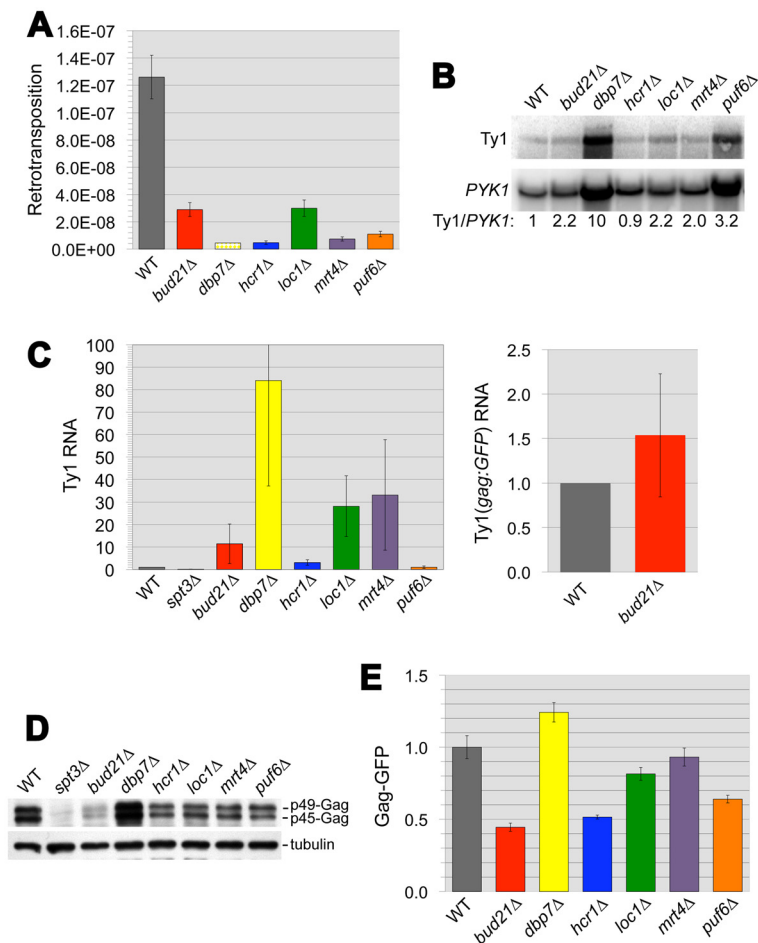 A
Retrotransposition
1.6E-07
1.4E-07
1.2E-07
1.0E-07
8.0E-08
6.0E-08
4.0E-08
2.0E-08
0.0E+00
WT
bud21Δ
dbp7Δ
hcr1Δ
loc1Δ
mrt4Δ
puf6Δ
B
WT
bud21Δ
dbp7Δ
hcr1Δ
loc1Δ
mrt4Δ
puf6Δ
Ty1
PYK1
Ty1/PYK1: 1 2.2 10 0.9 2.2 2.0 3.2
C
Ty1 RNA
100
90
80
70
60
50
40
30
20
10
0
WT
spt3Δ
bud21Δ
dbp7Δ
hcr1Δ
loc1Δ
mrt4Δ
puf6Δ
Ty1(gag:GFP) RNA
2.5
2.0
1.5
1.0
0.5
0.0
WT
bud21Δ
D
WT
spt3Δ
bud21Δ
dbp7Δ
hcr1Δ
loc1Δ
mrt4Δ
puf6Δ
p49-Gag
p45-Gag
tubulin
E
Gag-GFP
1.5
1.0
0.5
0.0
WT
bud21Δ
dbp7Δ
hcr1Δ
loc1Δ
mrt4Δ
puf6Δ